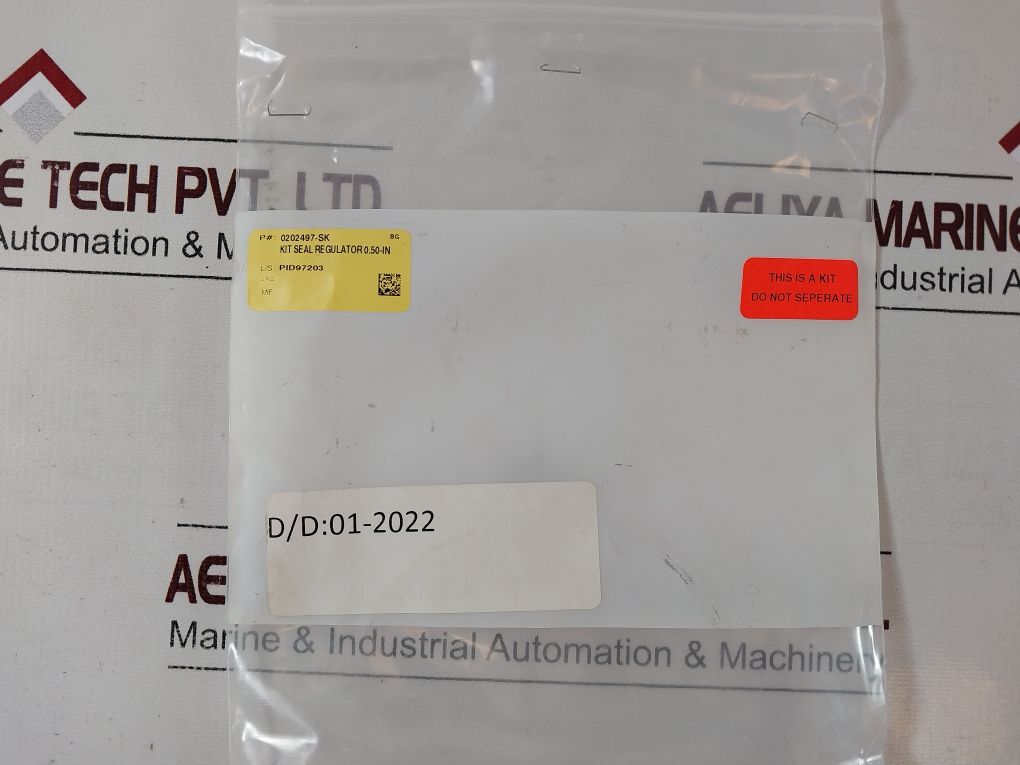 E TECH PVT. LTD
Automation & M
AELIYA MARINE
ndustrial A
P#: 0202497-SK BG
KIT SEAL REGULATOR 0.50-IN
L/S: PID97203
MF
THIS IS A KIT
DO NOT SEPERATE
D/D:01-2022
AE
Marine & Industrial Automation & Machinery